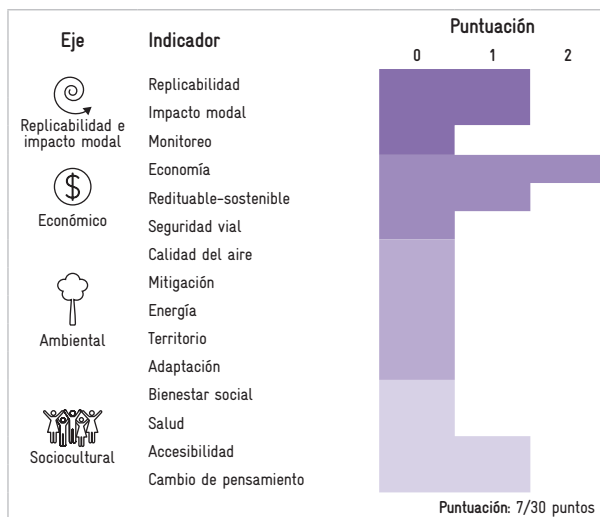 Eje Indicador Puntuación
0 1 2
Replicabilidad e
impacto modal
Replicabilidad
Impacto modal
Monitoreo
$
Económico
Economía
Redituable-sostenible
Seguridad vial
Ambiental
Calidad del aire
Mitigación
Energía
Territorio
Adaptación
Sociocultural
Bienestar social
Salud
Accesibilidad
Cambio de pensamiento
Puntuación: 7/30 puntos